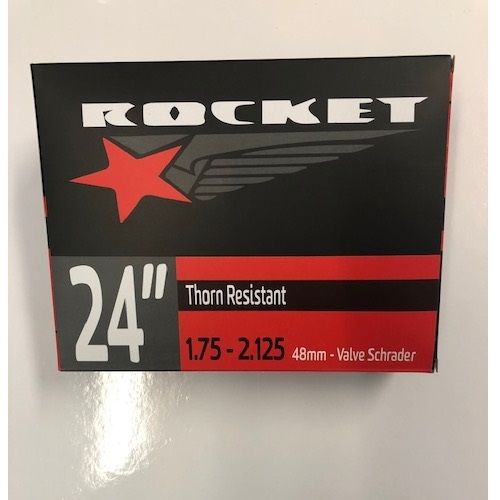 ROCKET
24"
Thorn Resistant
1.75 - 2.125 48mm - Valve Schrader